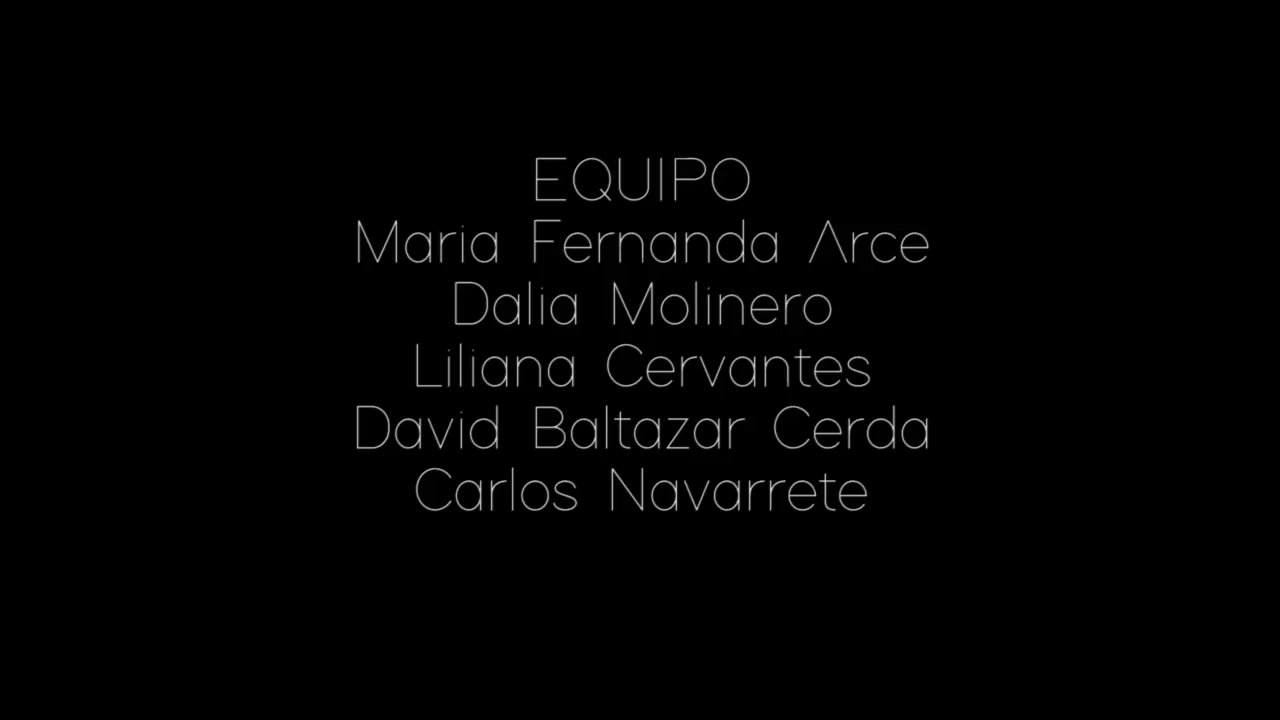 EQUIPO
Maria Fernanda Arce
Dalia Molinero
Liliana Cervantes
David Baltazar Cerda
Carlos Navarrete